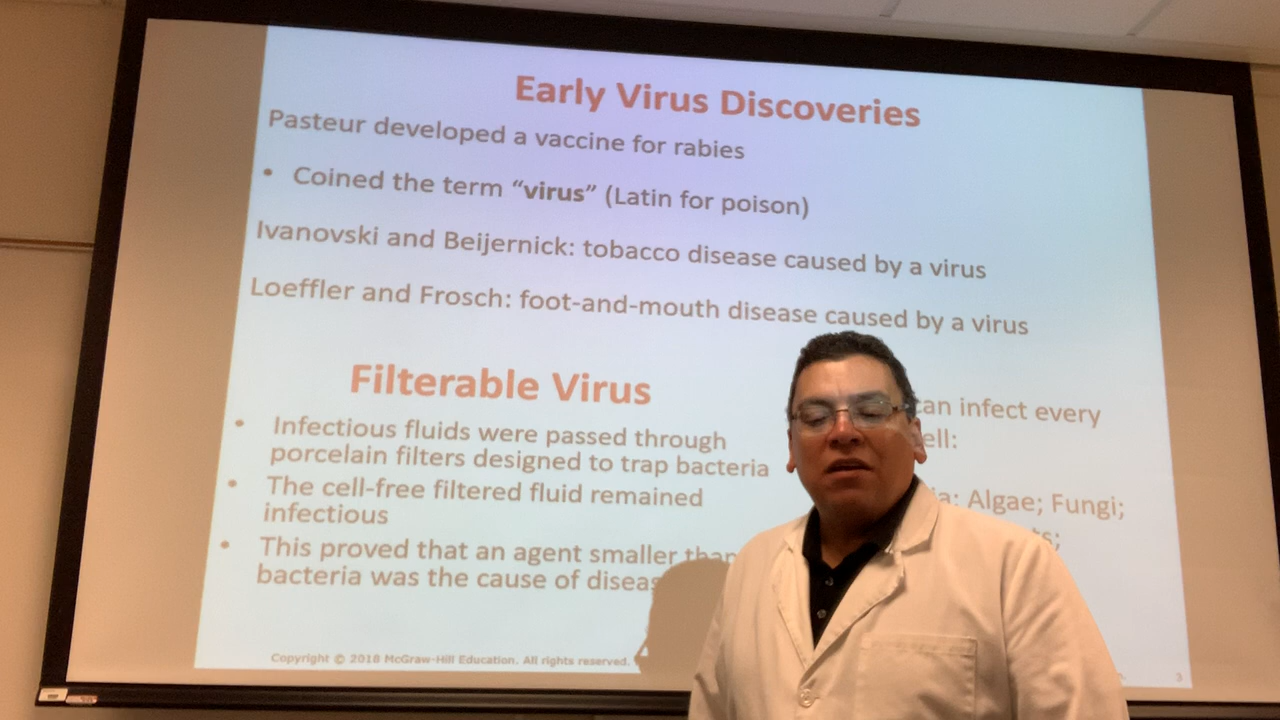 Early Virus Discoveries
Pasteur developed a vaccine for rabies
• Coined the term “virus” (Latin for poison)
Ivanovski and Beijernick: tobacco disease caused by a virus
Loeffler and Frosch: foot-and-mouth disease caused by a virus
Filterable Virus
• Infectious fluids were passed through
porcelain filters designed to trap bacteria
• The cell-free filtered fluid remained
infectious
• This proved that an agent smaller than
bacteria was the cause of
can infect every
Algae; Fungi;
Copyright © 2018 McGraw-Hill Education. All rights reserved.
3